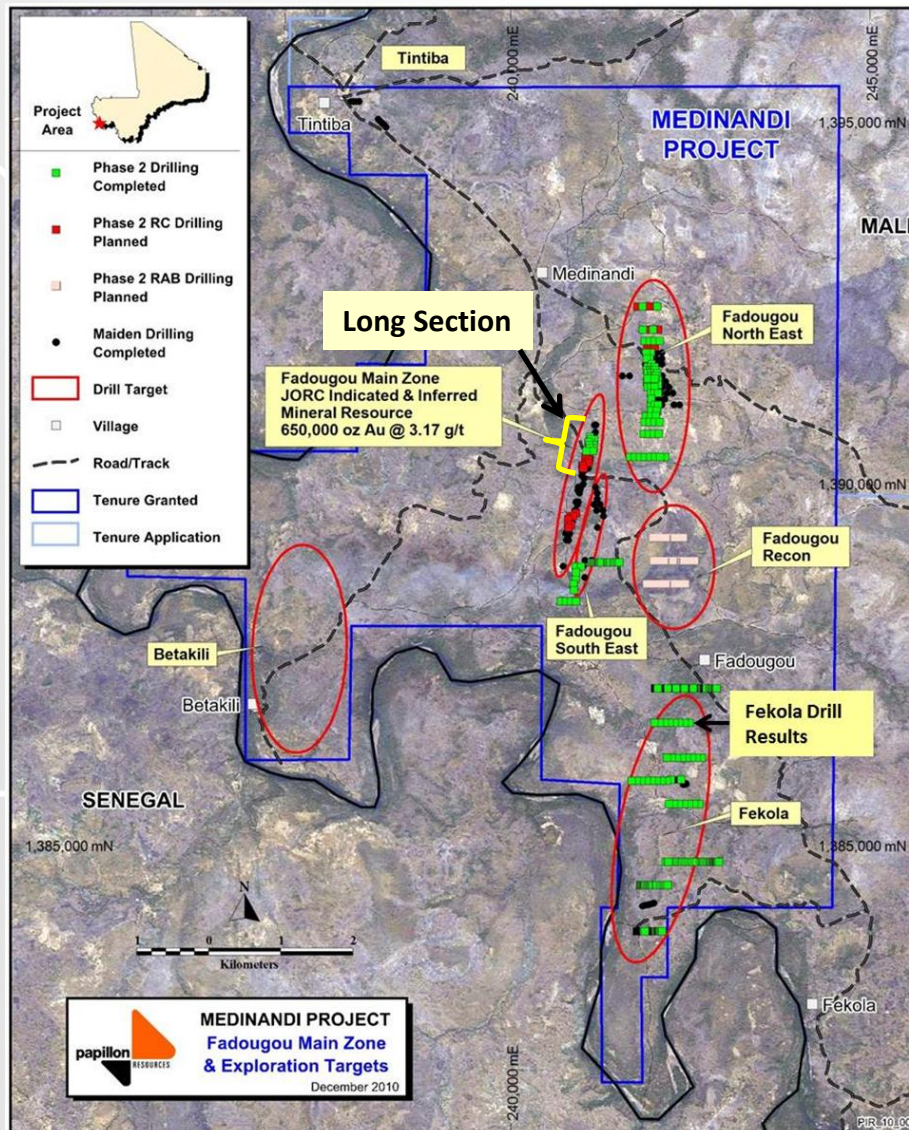 Project
Area
Phase 2 Drilling
Completed
Phase 2 RC Drilling
Planned
Phase 2 RAB Drilling
Planned
Maiden Drilling
Completed
Drill Target
Village
Road/Track
Tenure Granted
Tenure Application
240,000 mE
245,000 mE
Tintiba
Tintiba
MEDINANDI
PROJECT
1,395,000 mN
MALI
Medinandi
Long Section
Fadougou
North East
Fadougou Main Zone
JORC Indicated & Inferred
Mineral Resource
650,000 oz Au @ 3.17 g/t
1,390,000 mN
Fadougou
Recon
Fadougou
South East
Betakili
Betakili
Fadougou
Fekola Drill
Results
SENEGAL
Fekola
1,385,000 mN
1,385,000 mN
N
1 0 1 2
Kilometers
Fekola
papillon
RESOURCES
MEDINANDI PROJECT
Fadougou Main Zone
& Exploration Targets
December 2010
240,000 mE
PIR_10_00